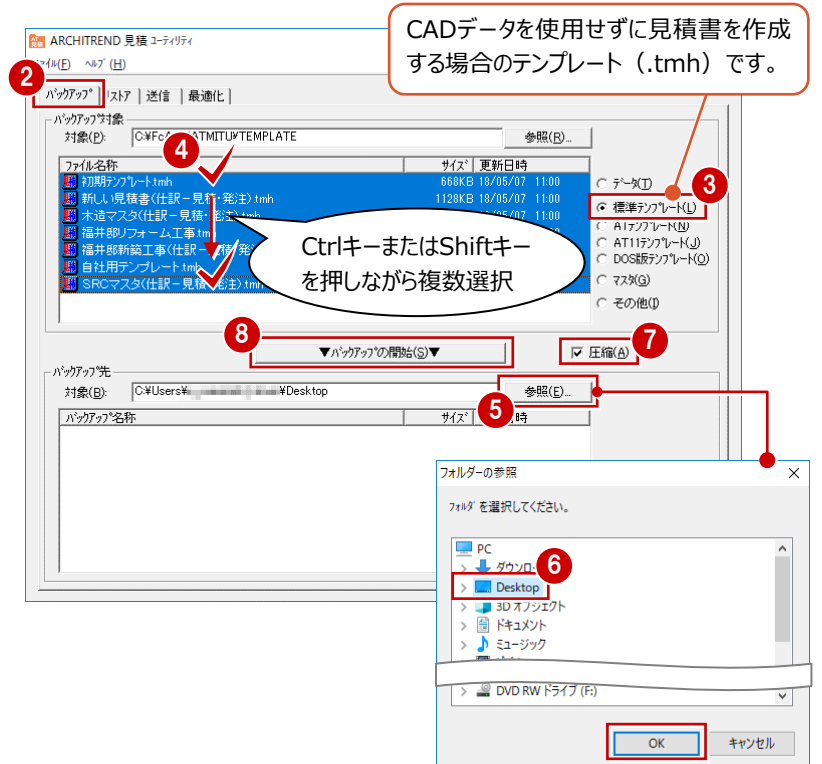 CADデータを使用せずに見積書を作成
する場合のテンプレート（.tmh）です。
ARCHITREND 見積 ユーティリティ
ヘルプ(H)
2
バックアップ リストア 送信 最適化
バックアップ対象
対象(P): 参照(R)...
ATMITU¥TEMPLATE
4
ファイル名称 サイズ 更新日時
初期テンプレート.tmh 668KB 18/05/07 11:00
新しい見積書(仕訳－見積・発注).tmh 1128KB 18/05/07 11:00
木造マスタ(仕訳－見積・発注).tmh 11:00
福井邸リフォーム工事.tmh
福井邸新築工事(仕訳－見積
自社用テンプレート.tmh
SRCマスタ(仕訳－見積・発注).tmh
CtrlキーまたはShiftキー
を押しながら複数選択
データ(T)
3
標準テンプレート(L)
ATテンプレート(N)
AT11テンプレート(J)
DOS版テンプレート(O)
マスタ(G)
その他(I)
8
▼バックアップの開始(S)▼
7
圧縮(A)
バックアップ先
対象(B): C:¥Users¥ ¥Desktop 参照(E)...
5
バックアップ名称 サイズ
フォルダーの参照
フォルダを選択してください。
PC
6
Desktop
3D オブジェクト
ドキュメント
ミュージック
DVD RW ドライブ (F:)
OK キャンセル